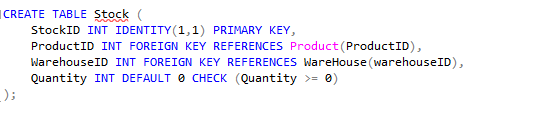 CREATE TABLE Stock (
StockID INT IDENTITY(1,1) PRIMARY KEY,
ProductID INT FOREIGN KEY REFERENCES Product(ProductID),
WarehouseID INT FOREIGN KEY REFERENCES WareHouse(warehouseID),
Quantity INT DEFAULT 0 CHECK (Quantity >= 0)
);